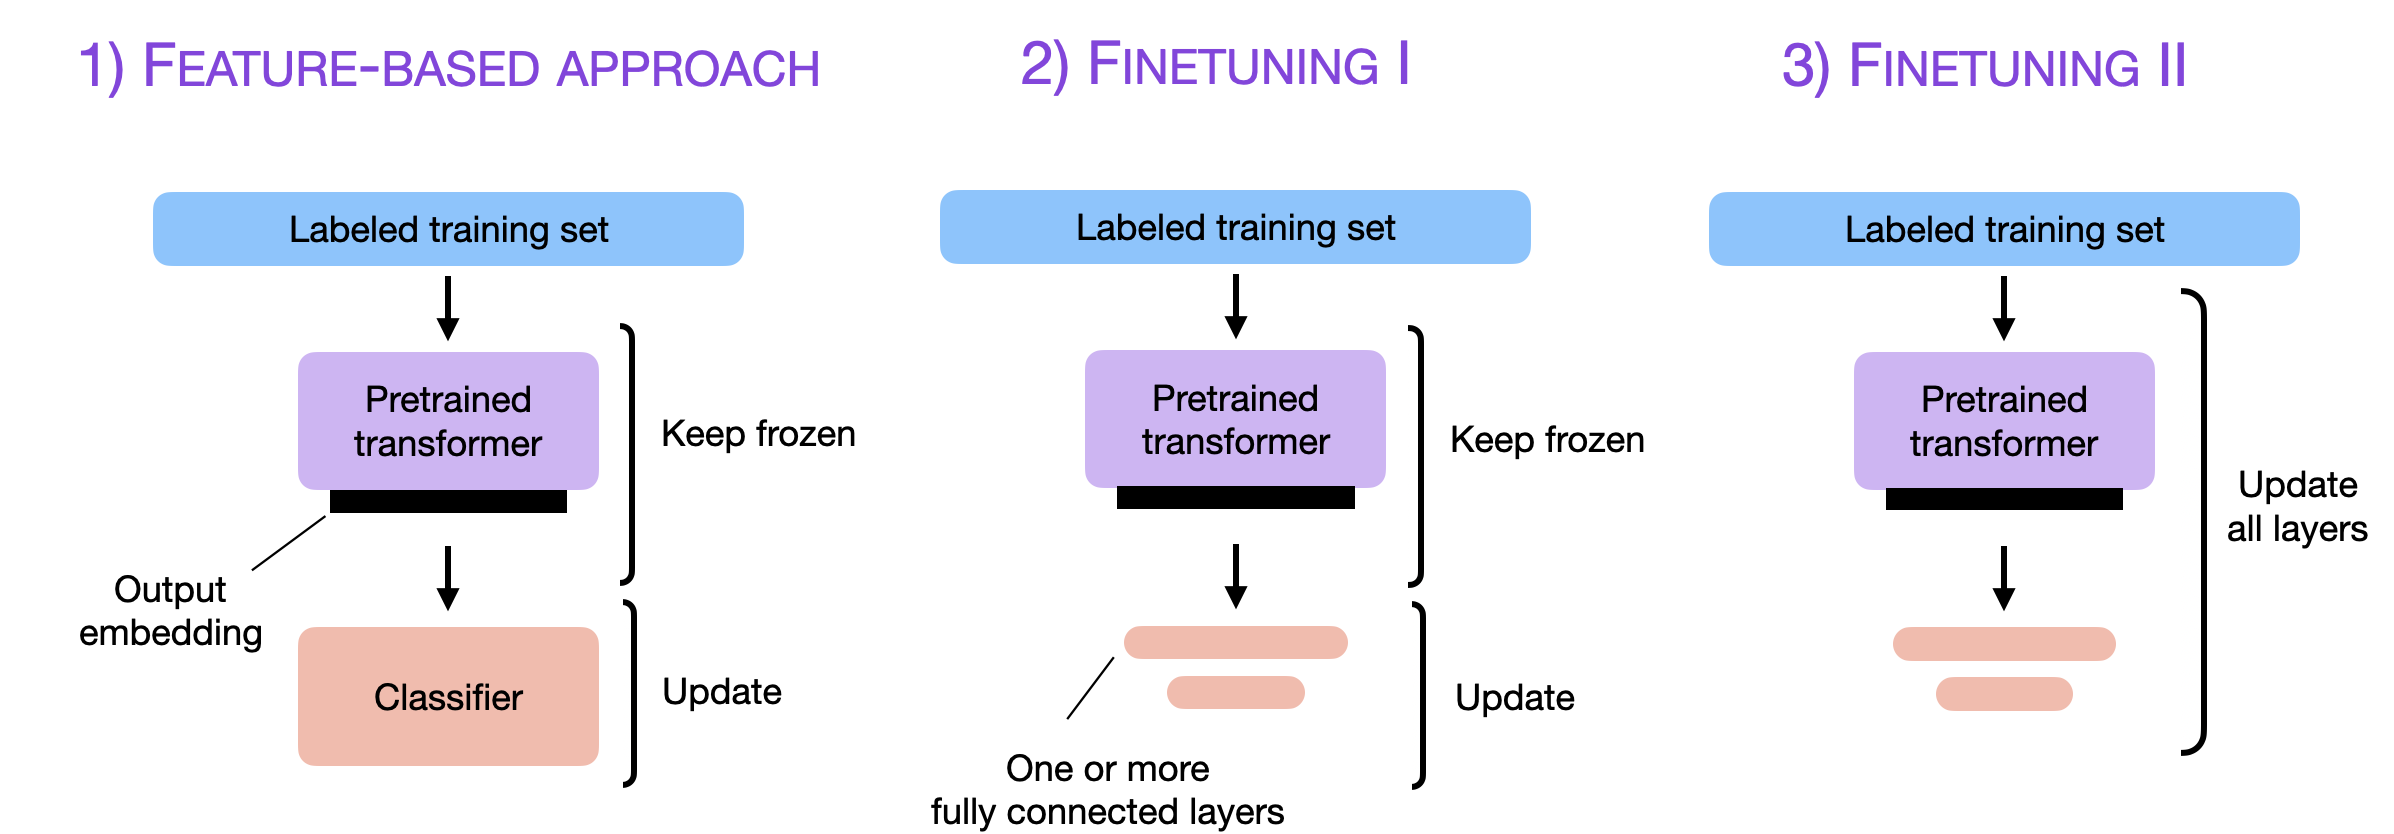 1) FEATURE-BASED APPROACH
Labeled training set
Pretrained
transformer
Keep frozen
Output
embedding
Classifier
Update
2) FINETUNING I
Labeled training set
Pretrained
transformer
Keep frozen
Update
One or more
fully connected layers
3) FINETUNING II
Labeled training set
Pretrained
transformer
Update
all layers